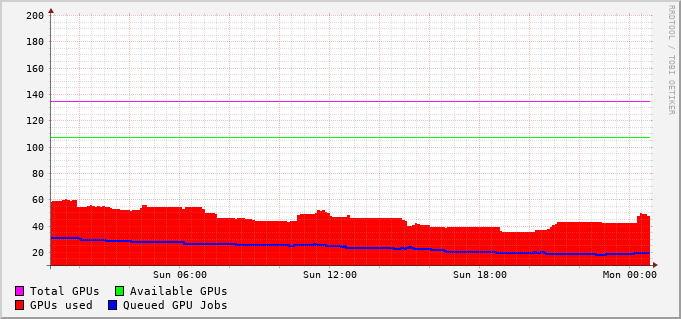 200
180
160
140
120
100
80
60
40
20
Sun 06:00 Sun 12:00 Sun 18:00 Mon 00:00
Total GPUs Available GPUs
GPUs used Queued GPU Jobs
RRDTOOL / TOBI OETIKER